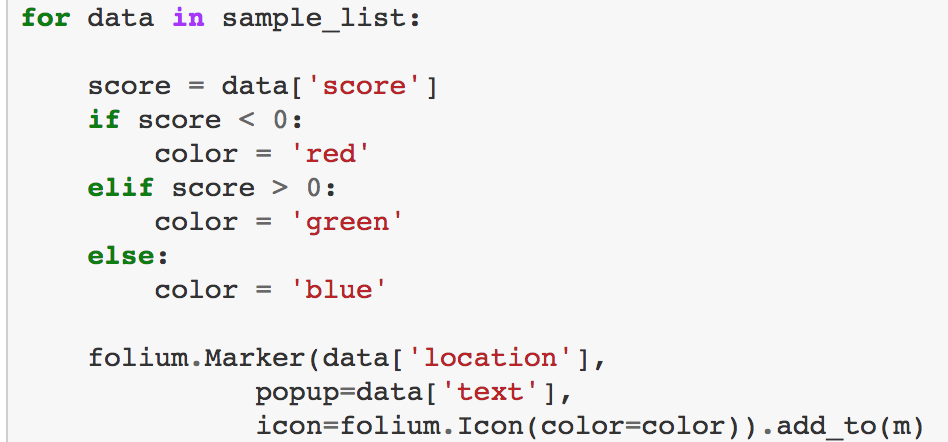 for data in sample_list:
score = data['score']
if score < 0:
color = 'red'
elif score > 0:
color = 'green'
else:
color = 'blue'
folium.Marker(data['location'],
popup=data['text'],
icon=folium.Icon(color=color)).add_to(m)